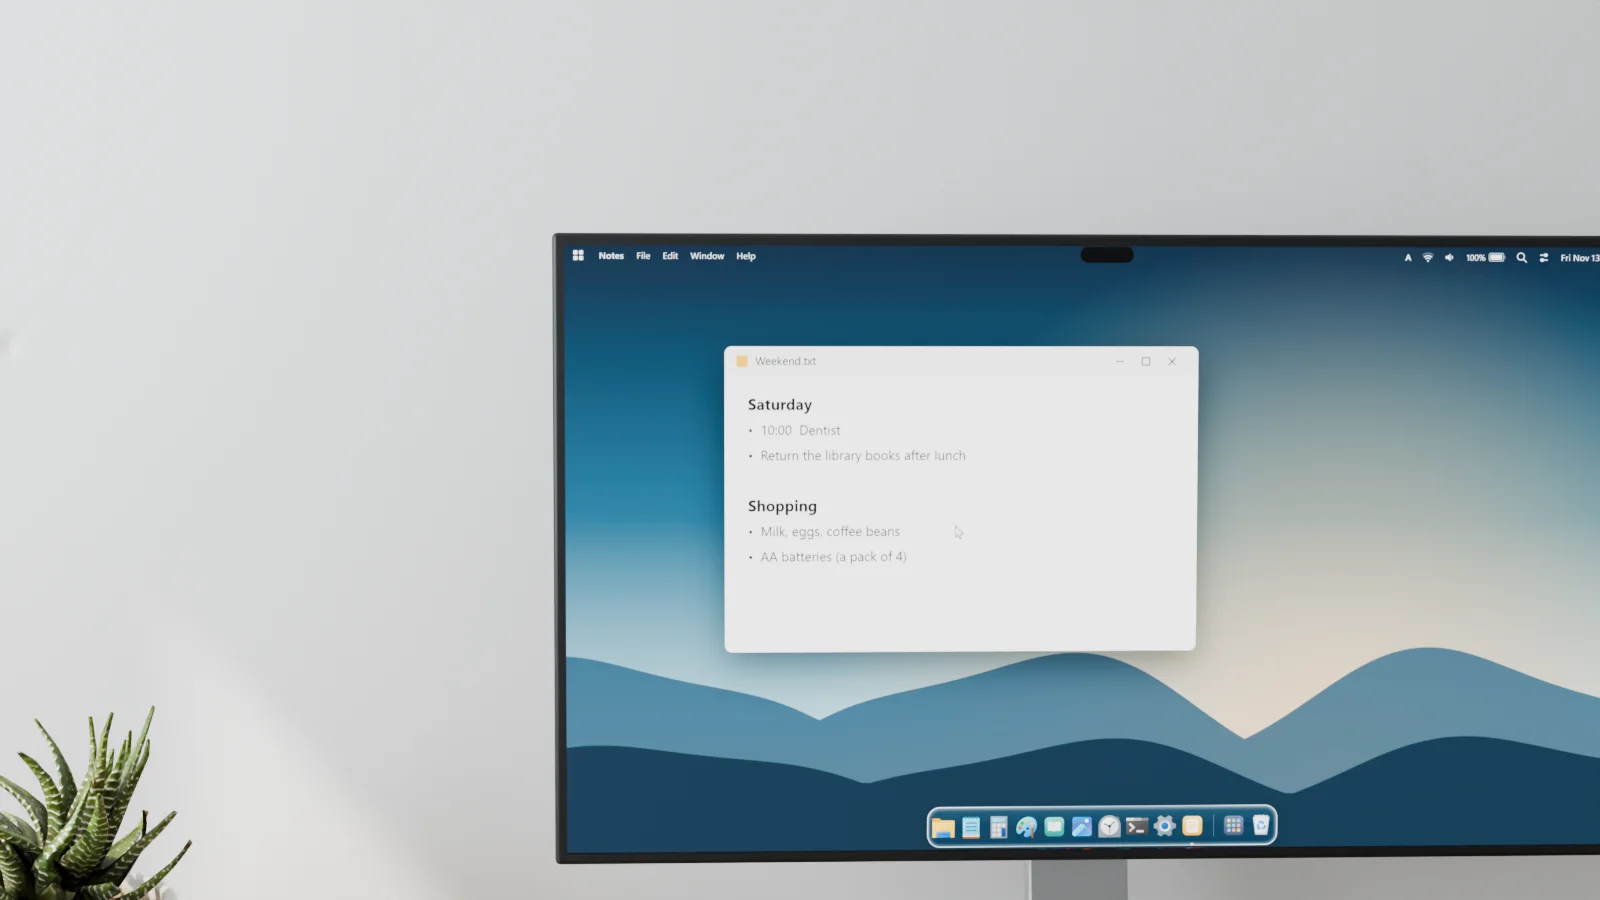 Notes File Edit Window Help
A 100% Fri Nov 13
Weekend.txt
Saturday
• 10:00 Dentist
• Return the library books after lunch
Shopping
• Milk, eggs, coffee beans
• AA batteries (a pack of 4)